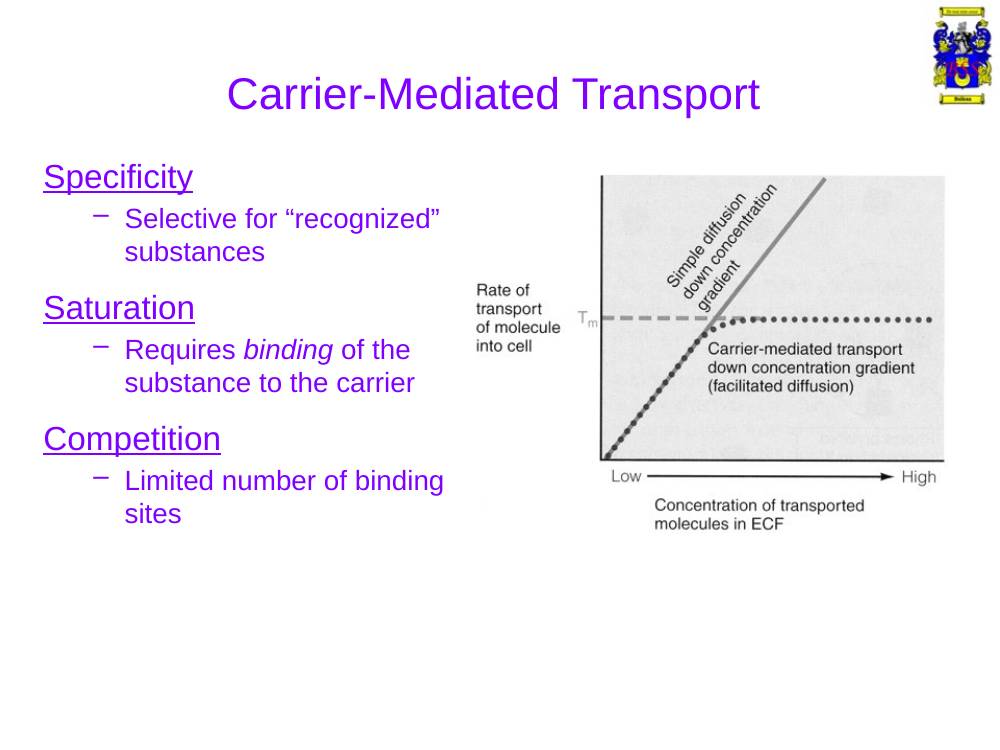 Carrier-Mediated Transport
Specificity
– Selective for “recognized”
substances
Saturation
– Requires binding of the
substance to the carrier
Competition
– Limited number of binding
sites
Rate of
transport
of molecule
into cell
Tm
Simple diffusion
down concentration
gradient
Carrier-mediated transport
down concentration gradient
(facilitated diffusion)
Low
High
Concentration of transported
molecules in ECF